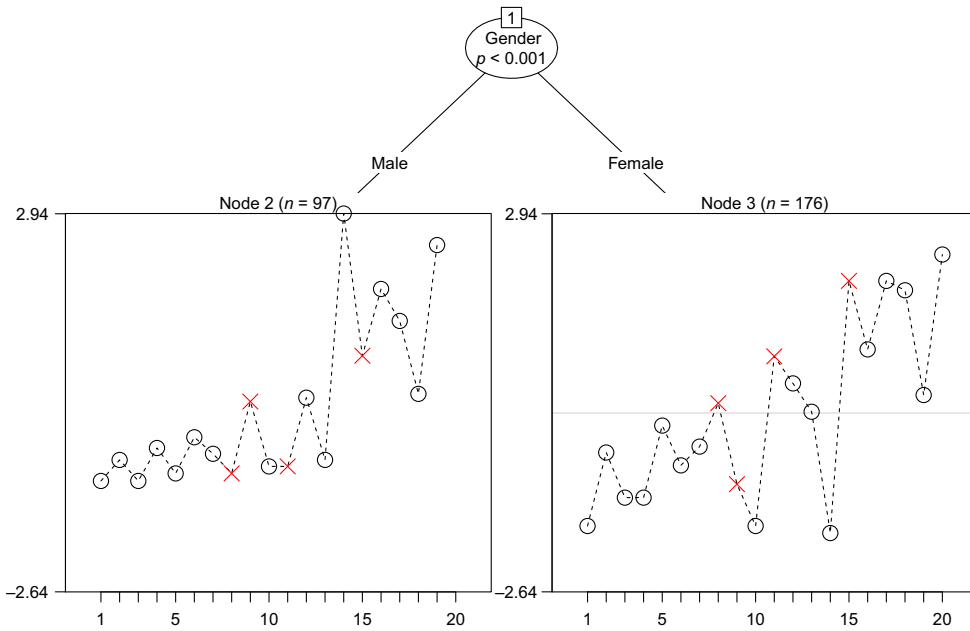 1
Gender
p < 0.001
Male
Female
Node 2 (n = 97)
Node 3 (n = 176)
2.94
2.94
–2.64
–2.64
1 5 10 15 20
1 5 10 15 20